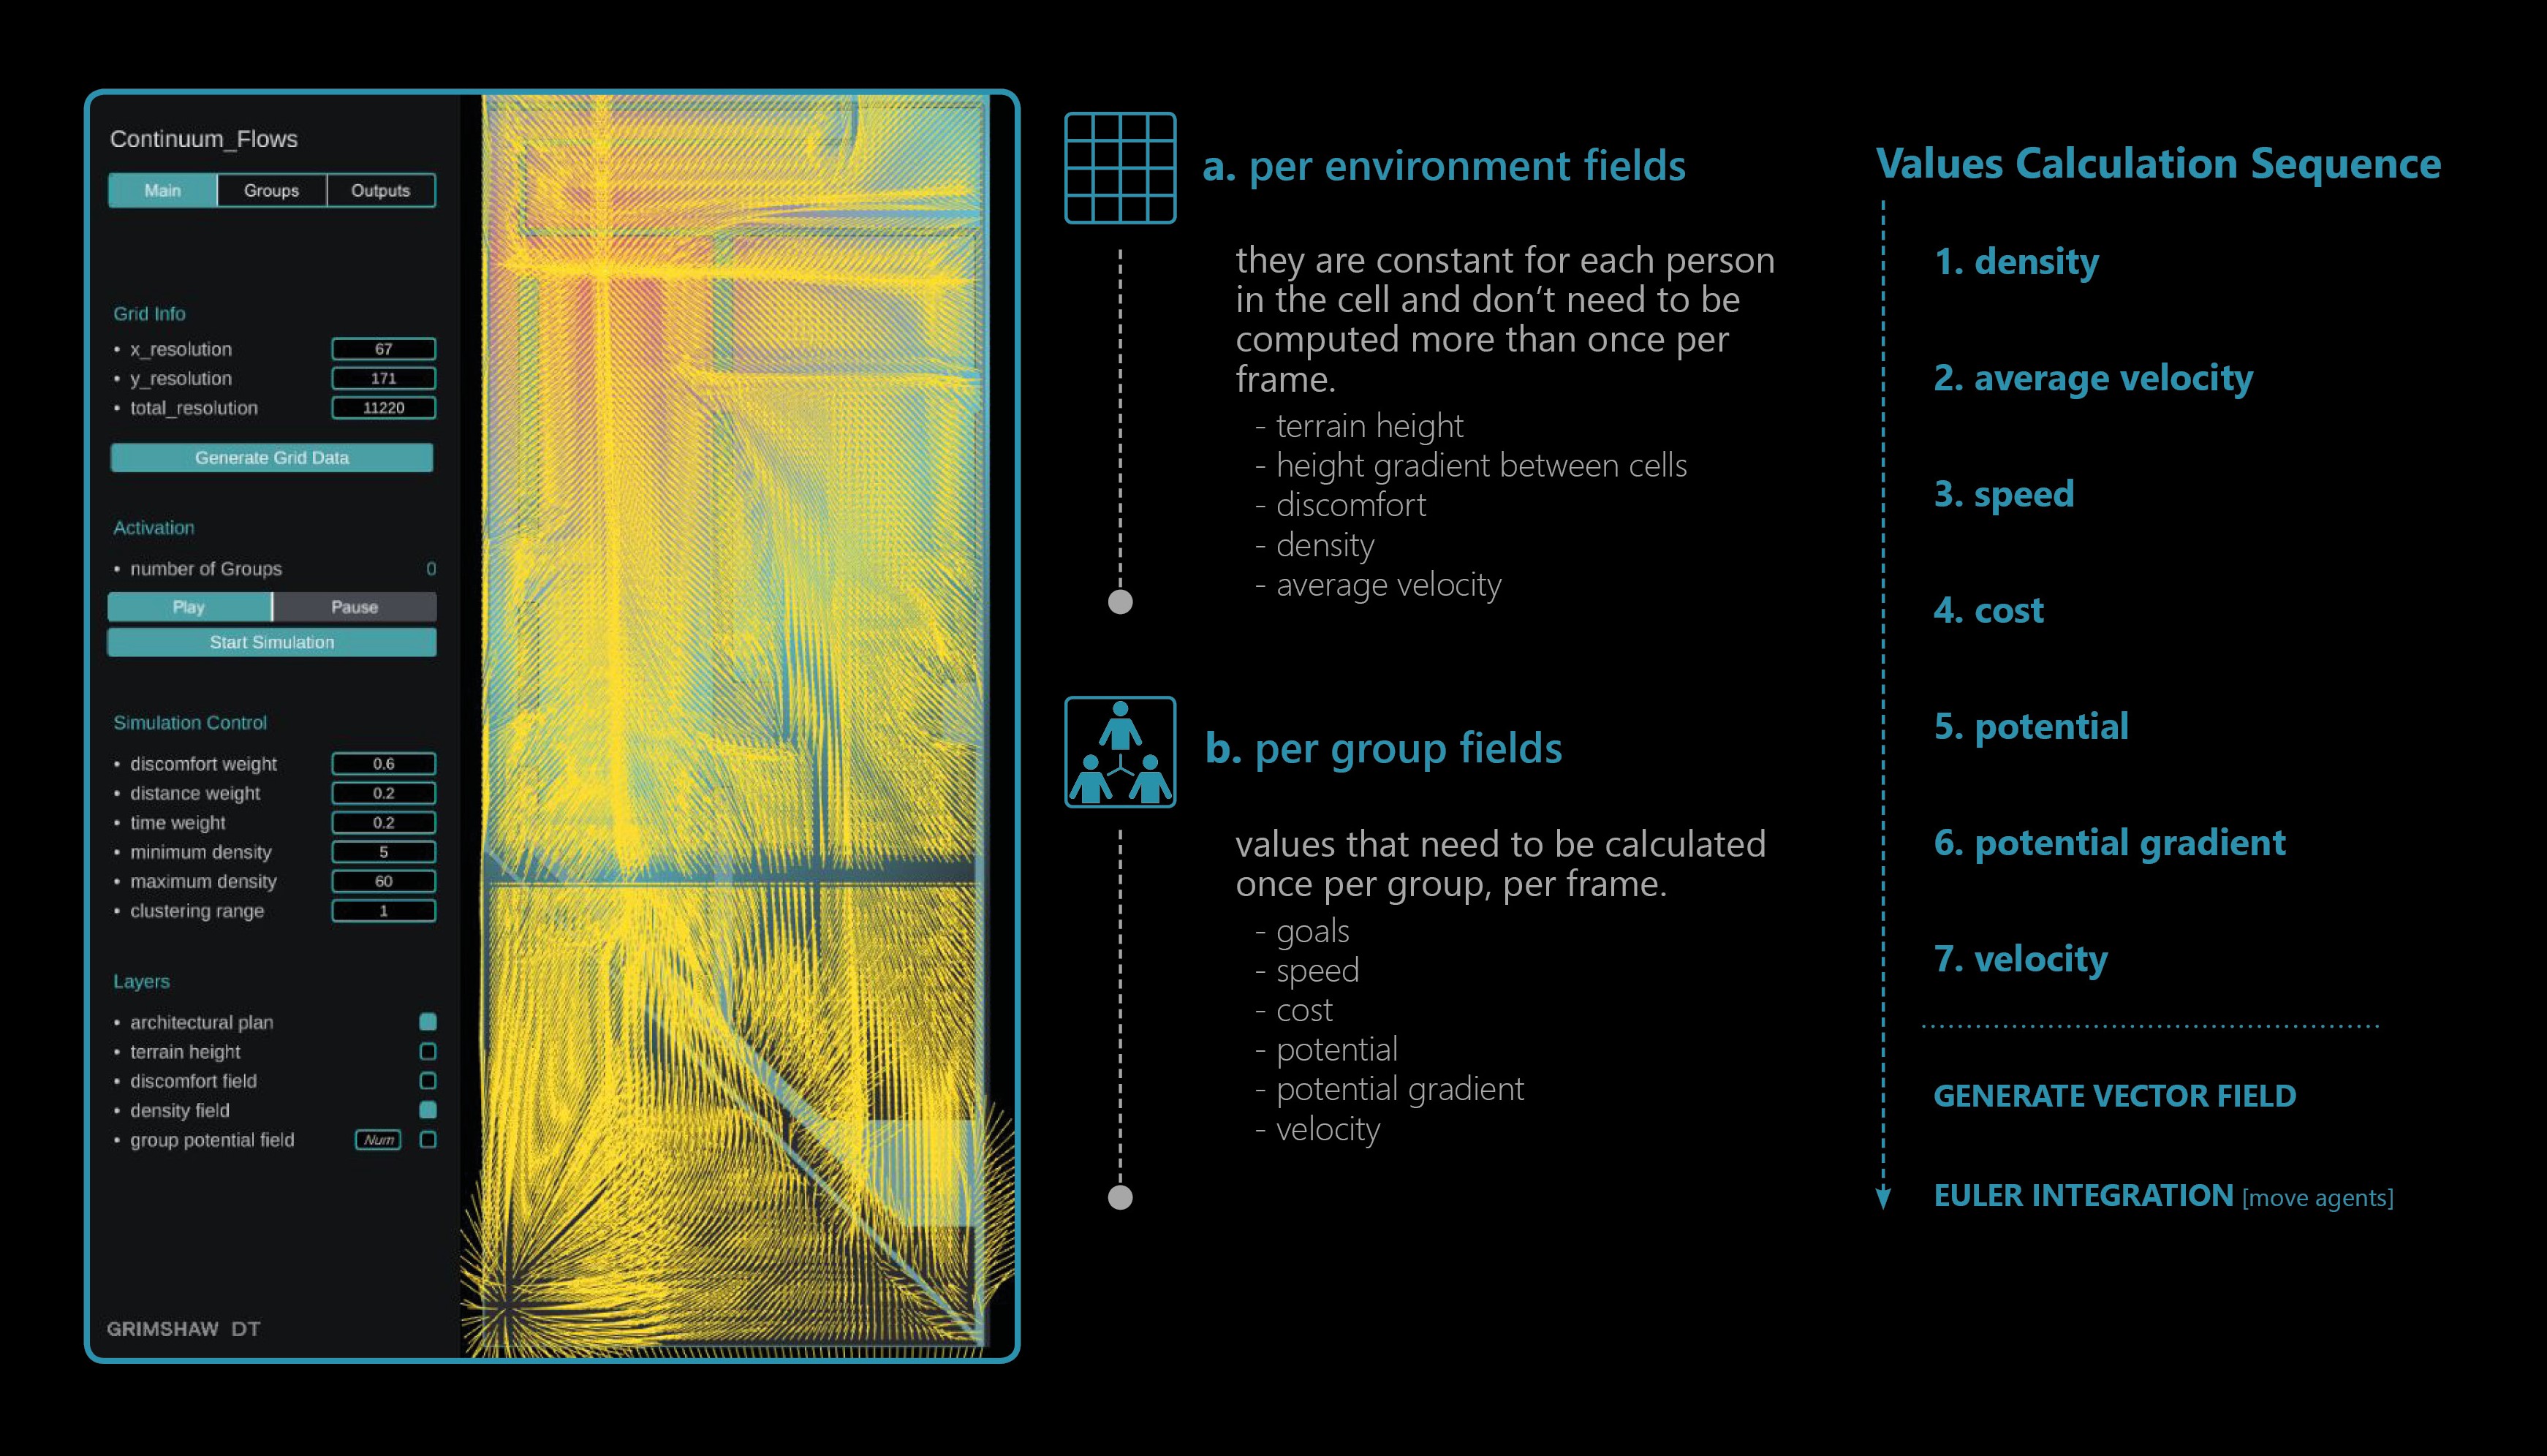 Continuum_Flows
Main Groups Outputs
Grid Info
• x_resolution 67
• y_resolution 171
• total_resolution 11220
Generate Grid Data
Activation
• number of Groups 0
Play Pause
Start Simulation
Simulation Control
• discomfort weight 0.6
• distance weight 0.2
• time weight 0.2
• minimum density 5
• maximum density 60
• clustering range 1
Layers
• architectural plan
• terrain height
• discomfort field
• density field
• group potential field Num
GRIMSHAW DT
a. per environment fields
they are constant for each person
in the cell and don’t need to be
computed more than once per
frame.
- terrain height
- height gradient between cells
- discomfort
- density
- average velocity
b. per group fields
values that need to be calculated
once per group, per frame.
- goals
- speed
- cost
- potential
- potential gradient
- velocity
Values Calculation Sequence
1. density
2. average velocity
3. speed
4. cost
5. potential
6. potential gradient
7. velocity
GENERATE VECTOR FIELD
EULER INTEGRATION [move agents]